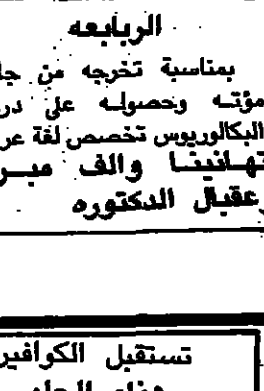 الربابعه
بمناسبة تخرجه من جا
مؤته وحصوله على در
البكالوريوس تخصص لغة عر
تهانينا والف مبر
وعقبال الدكتوره
تستقبل الكوافير